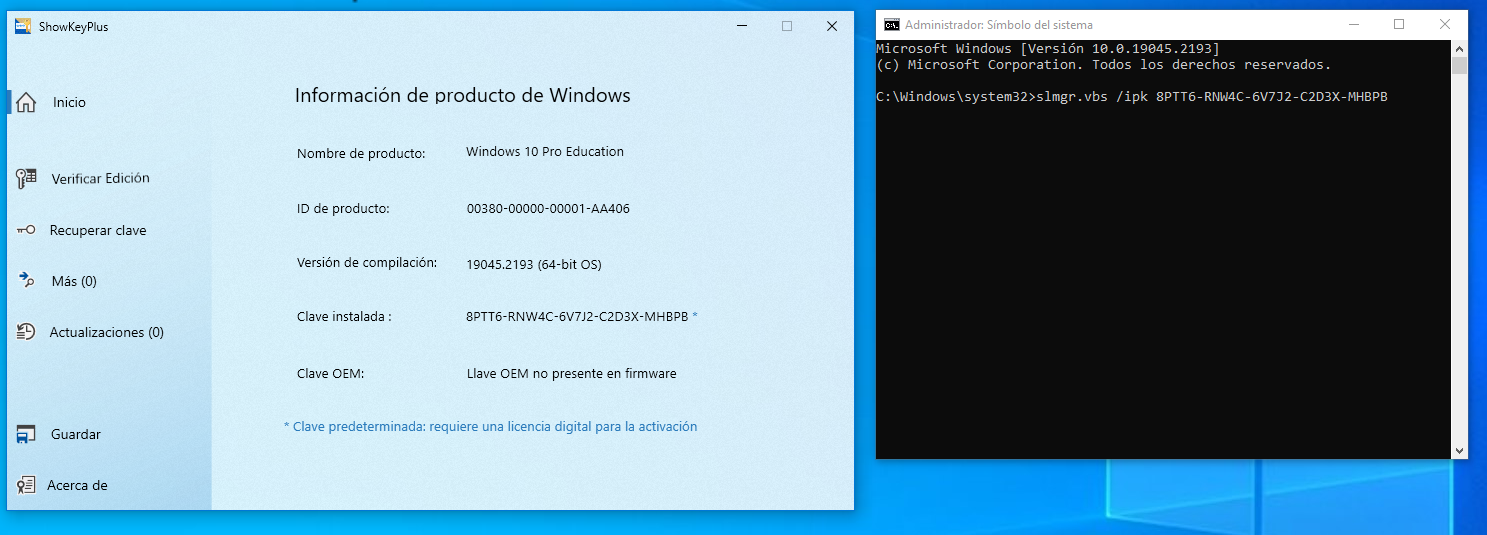 ShowKeyPlus
Inicio
Verificar Edición
Recuperar clave
Más (0)
Actualizaciones (0)
Guardar
Acerca de
Información de producto de Windows
Nombre de producto: Windows 10 Pro Education
ID de producto: 00380-00000-00001-AA406
Versión de compilación: 19045.2193 (64-bit OS)
Clave instalada : 8PTT6-RNW4C-6V7J2-C2D3X-MHBPB *
Clave OEM: Llave OEM no presente en firmware
* Clave predeterminada: requiere una licencia digital para la activación
Administrador: Símbolo del sistema
Microsoft Windows [Versión 10.0.19045.2193]
(c) Microsoft Corporation. Todos los derechos reservados.
C:\Windows\system32>slmgr.vbs /ipk 8PTT6-RNW4C-6V7J2-C2D3X-MHBPB